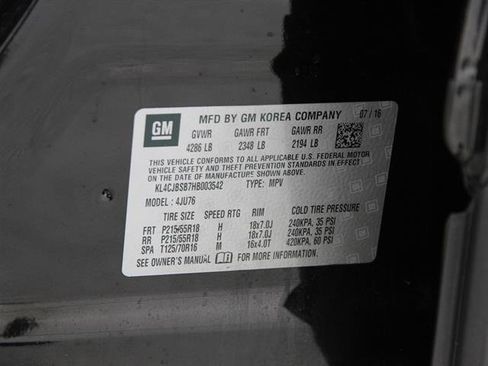 GM MFD BY GM KOREA COMPANY 07/16
GVWR GAWR FRT GAWR RR
4286 LB 2348 LB 2194 LB
THIS VEHICLE CONFORMS TO ALL APPLICABLE U.S. FEDERAL MOTOR
VEHICLE SAFETY AND THEFT PREVENTION STANDARDS IN EFFECT
ON THE DATE OF MANUFACTURE SHOWN ABOVE.
KL4CJBSB7HB003542 TYPE: MPV
MODEL : 4JU76
TIRE SIZE SPEED RTG RIM COLD TIRE PRESSURE
FRT P215/55R18 H 18x7.0J 240KPA, 35 PSI
RR P215/55R18 H 18x7.0J 240KPA, 35 PSI
SPA T125/70R16 M 16x4.0T 420KPA, 60 PSI
SEE OWNER'S MANUAL FOR MORE INFORMATION